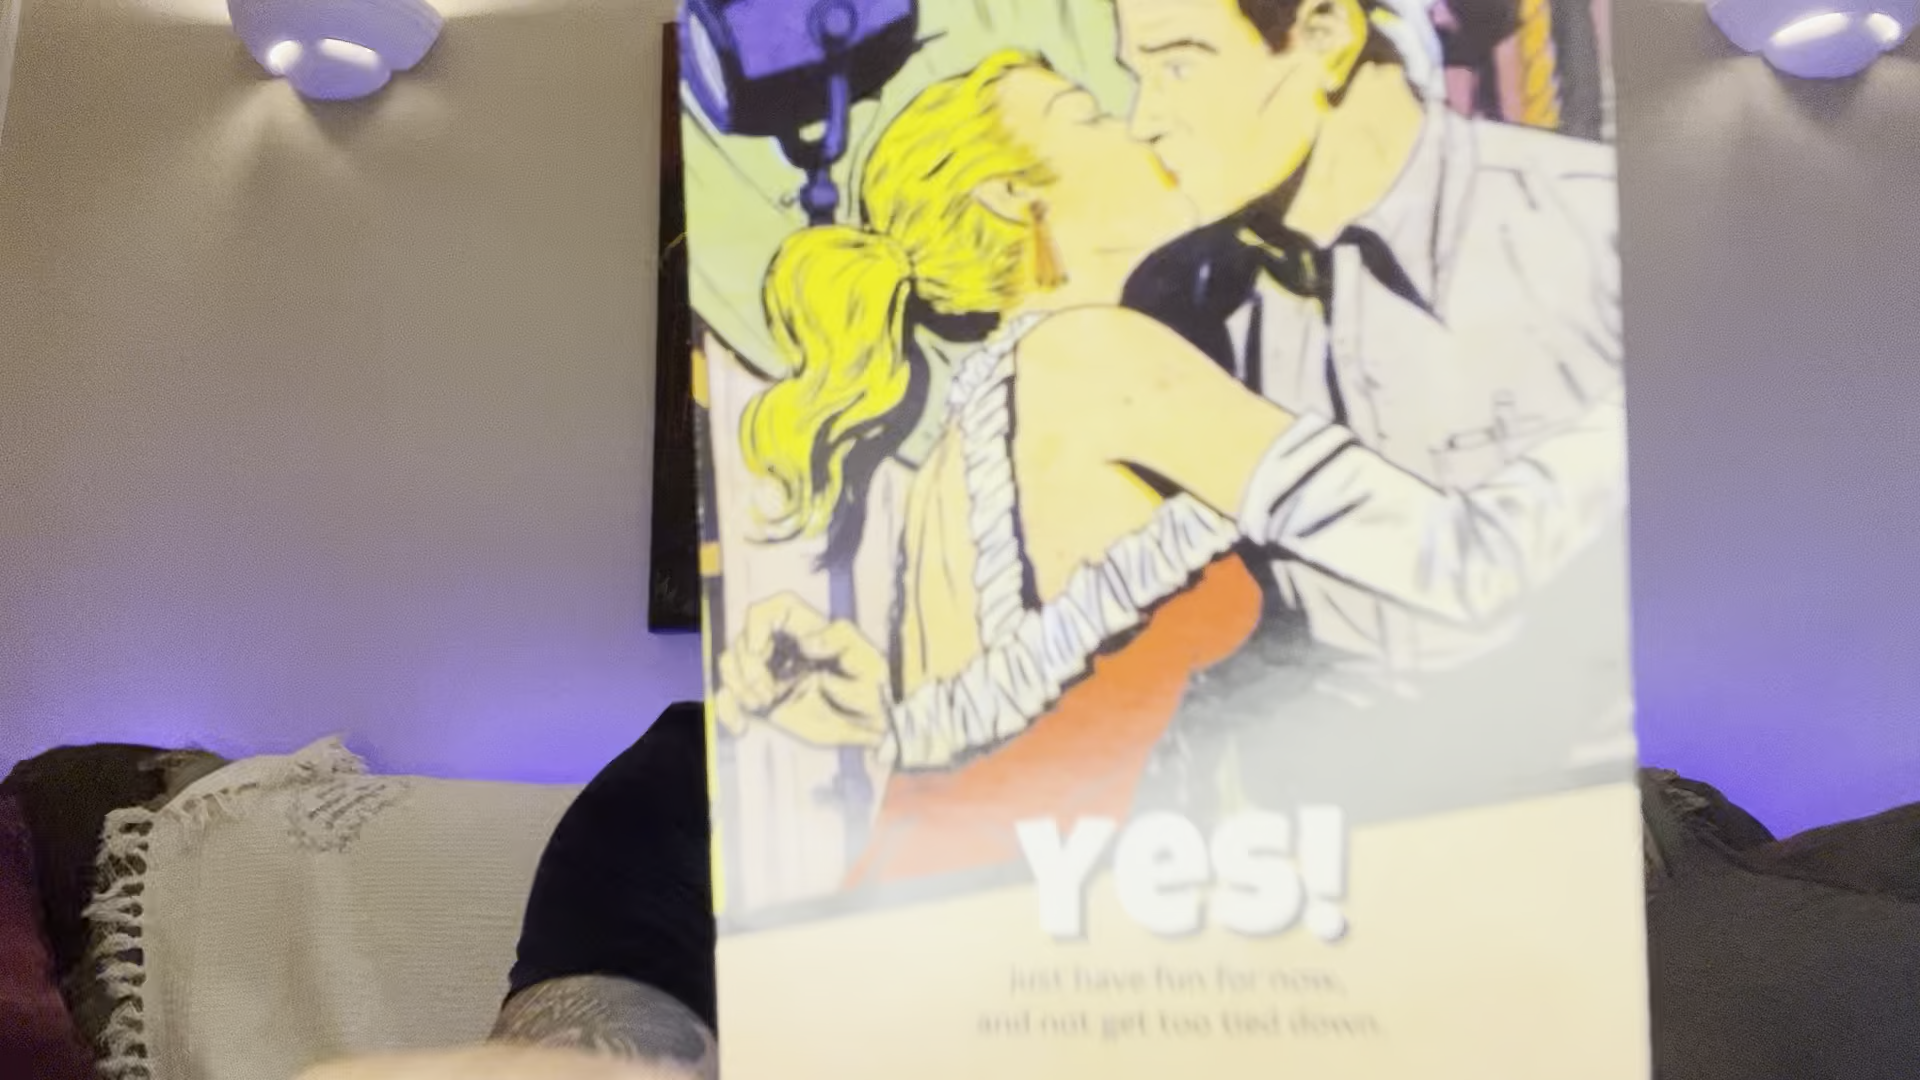 Yes!
just have fun for now,
and not get too tied down.